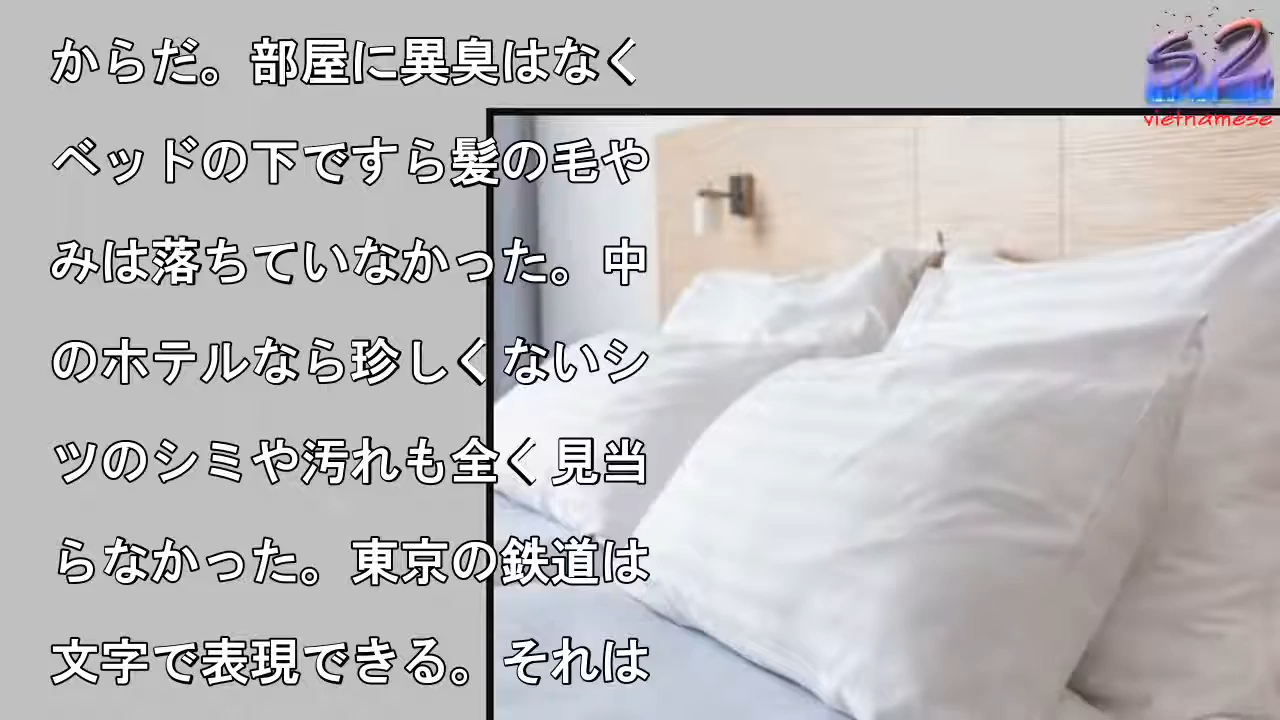 からだ。部屋に異臭はなく
ベッドの下ですら髪の毛や
みは落ちていなかった。中
のホテルなら珍しくないシ
ツのシミや汚れも全く見当
らなかった。東京の鉄道は
文字で表現できる。それは
s2
vietnamese